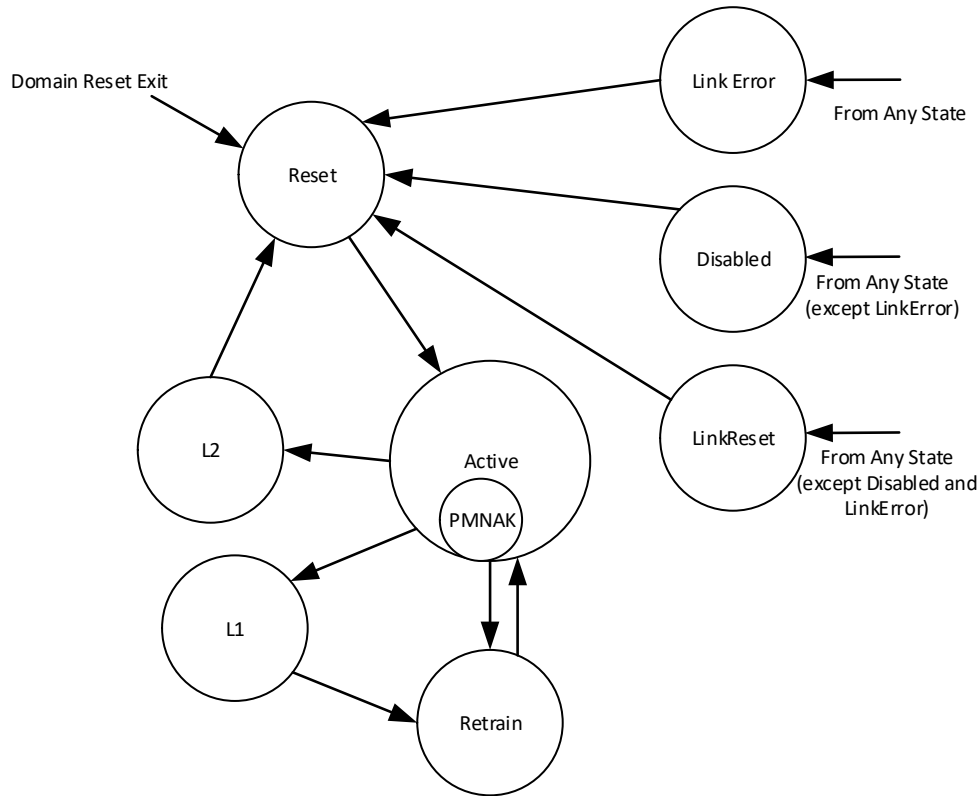 Domain Reset Exit
Link Error
From Any State
Reset
Disabled
From Any State
(except LinkError)
L2
Active
LinkReset
From Any State
(except Disabled and
LinkError)
PMNAK
L1
Retrain